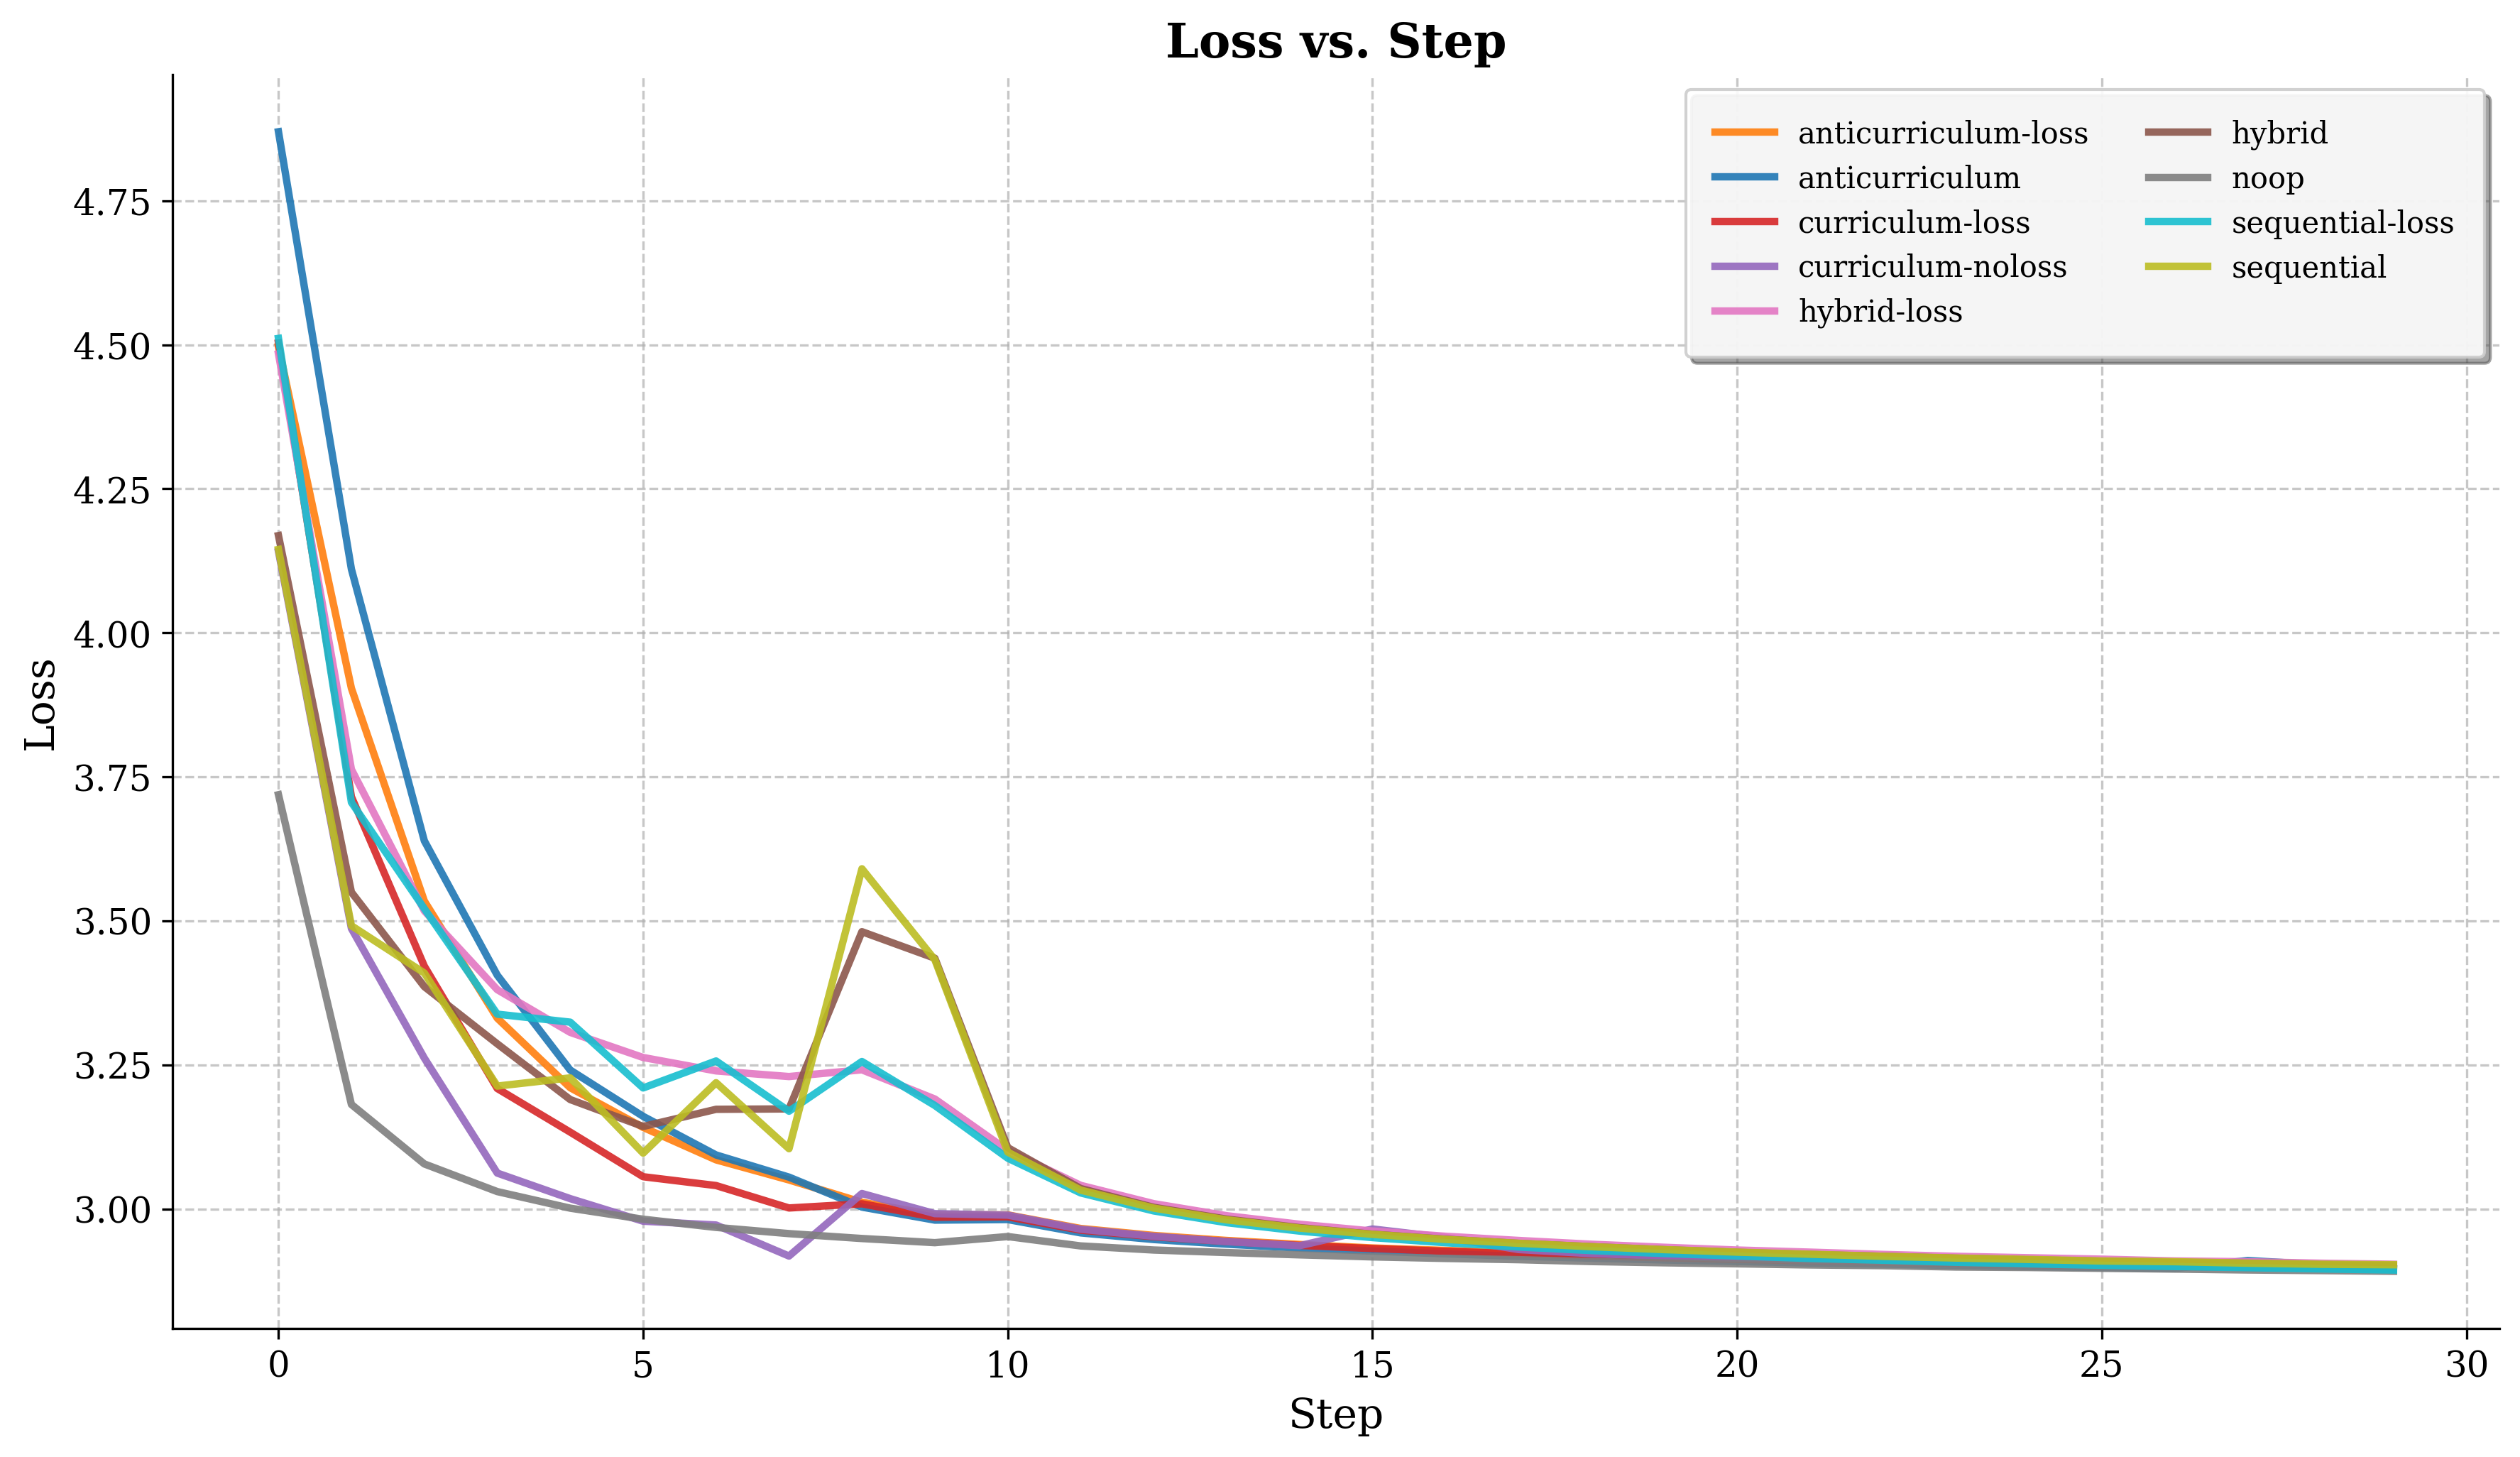 Loss vs. Step
anticurriculum-loss
anticurriculum
curriculum-loss
curriculum-noloss
hybrid-loss
hybrid
noop
sequential-loss
sequential
Loss
4.75
4.50
4.25
4.00
3.75
3.50
3.25
3.00
0 5 10 15 20 25 30
Step